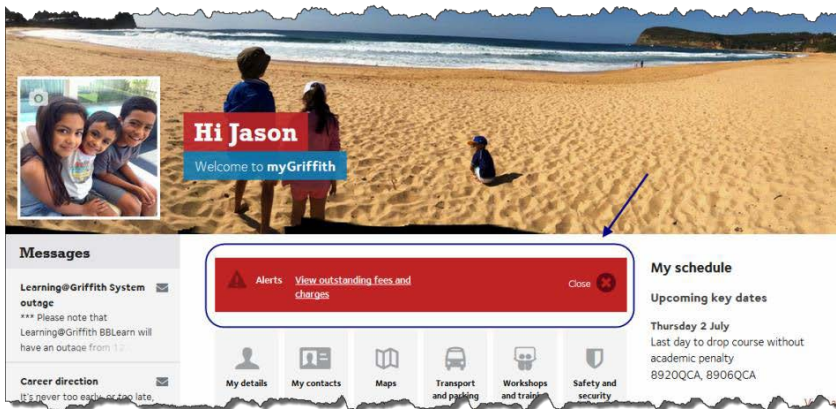 Hi Jason
Welcome to myGriffith
Messages
Learning@Griffith System
outage
*** Please note that
Learning@Griffith BBLearn will
have an outage from
Career direction
It's never too early or too late,
Alerts View outstanding fees and
charges
Close
My details
My contacts
Maps
Transport
and parking
Workshops
and training
Safety and
security
My schedule
Upcoming key dates
Thursday 2 July
Last day to drop course without
academic penalty
8920QCA, 8906QCA